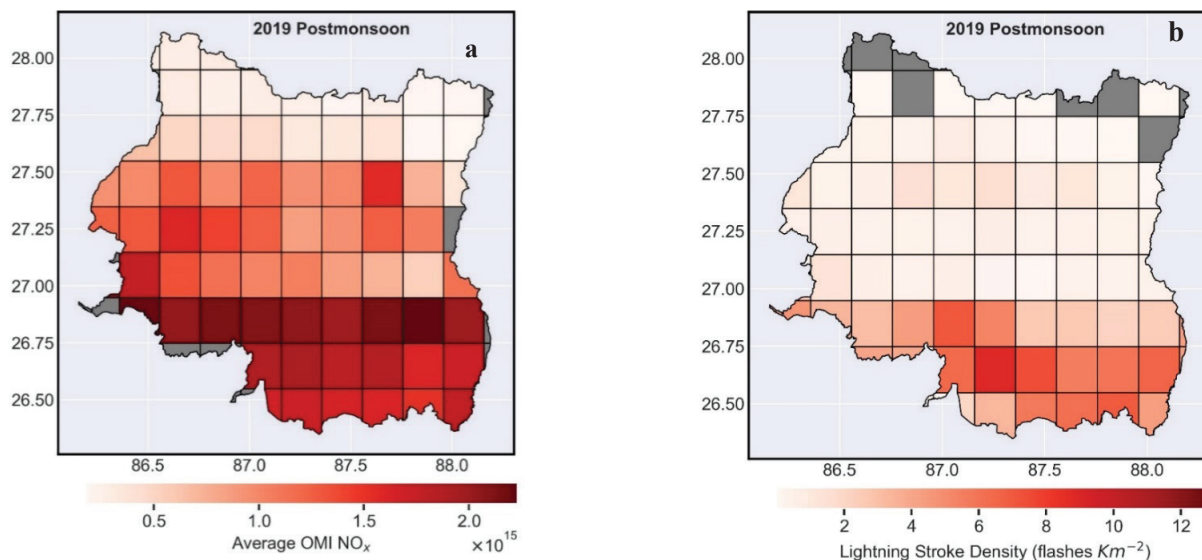 2019 Postmonsoon
a
28.00
27.75
27.50
27.25
27.00
26.75
26.50
86.5 87.0 87.5 88.0
0.5 1.0 1.5 2.0
×10¹⁵
Average OMI NOₓ
2019 Postmonsoon
b
28.00
27.75
27.50
27.25
27.00
26.75
26.50
86.5 87.0 87.5 88.0
2 4 6 8 10 12
Lightning Stroke Density (flashes Km⁻²)